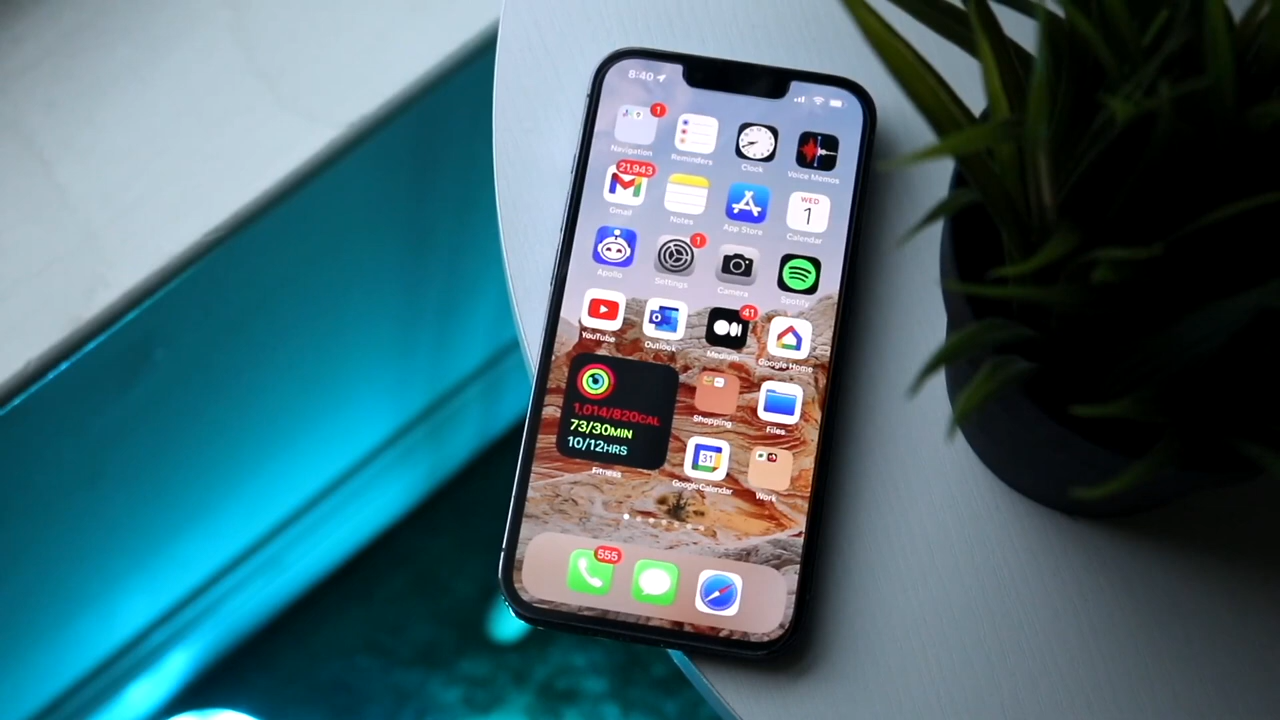 8:40
1
Navigation
Reminders
Clock
Voice Memos
21,943
Gmail
Notes
App Store
WED
1
Calendar
Apollo
1
Settings
Camera
Spotify
YouTube
O
Outlook
41
Medium
Google Home
1,014/820CAL
73/30MIN
10/12HRS
Fitness
Shopping
Files
31
Google Calendar
Work
555